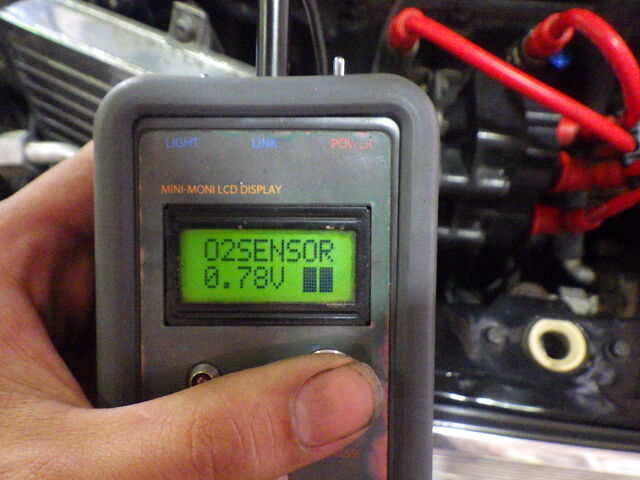 LIGHT LINK POWER
MINI-MONI LCD DISPLAY
O2SENSOR
0.78V